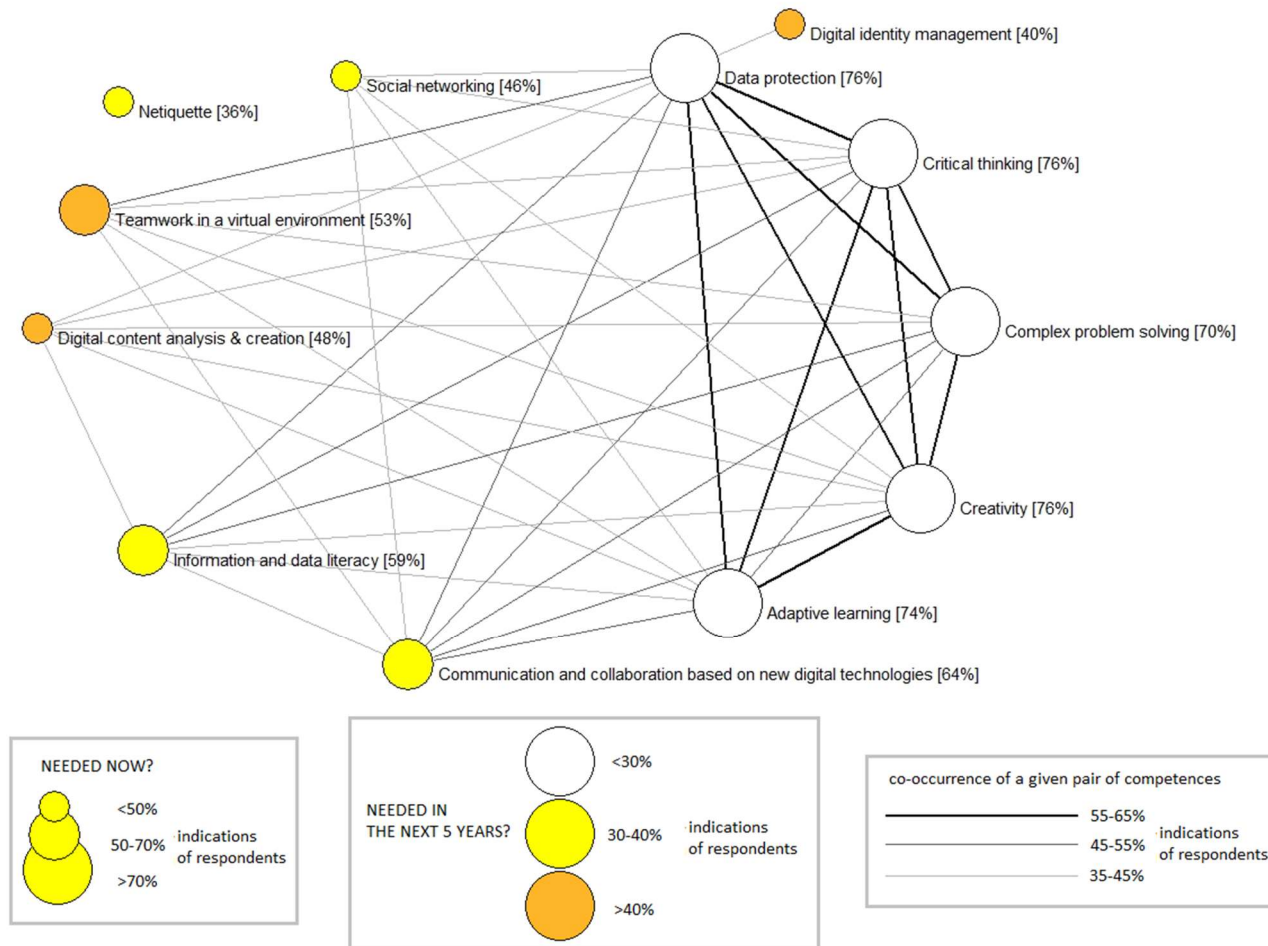 Digital identity management [40%]
Social networking [46%]
Data protection [76%]
Netiquette [36%]
Critical thinking [76%]
Teamwork in a virtual environment [53%]
Complex problem solving [70%]
Digital content analysis & creation [48%]
Creativity [76%]
Information and data literacy [59%]
Adaptive learning [74%]
Communication and collaboration based on new digital technologies [64%]
NEEDED NOW?
<50%
50-70%
>70%
indications
of respondents
NEEDED IN
THE NEXT 5 YEARS?
<30%
30-40%
>40%
indications
of respondents
co-occurrence of a given pair of competences
55-65%
45-55%
35-45%
indications
of respondents